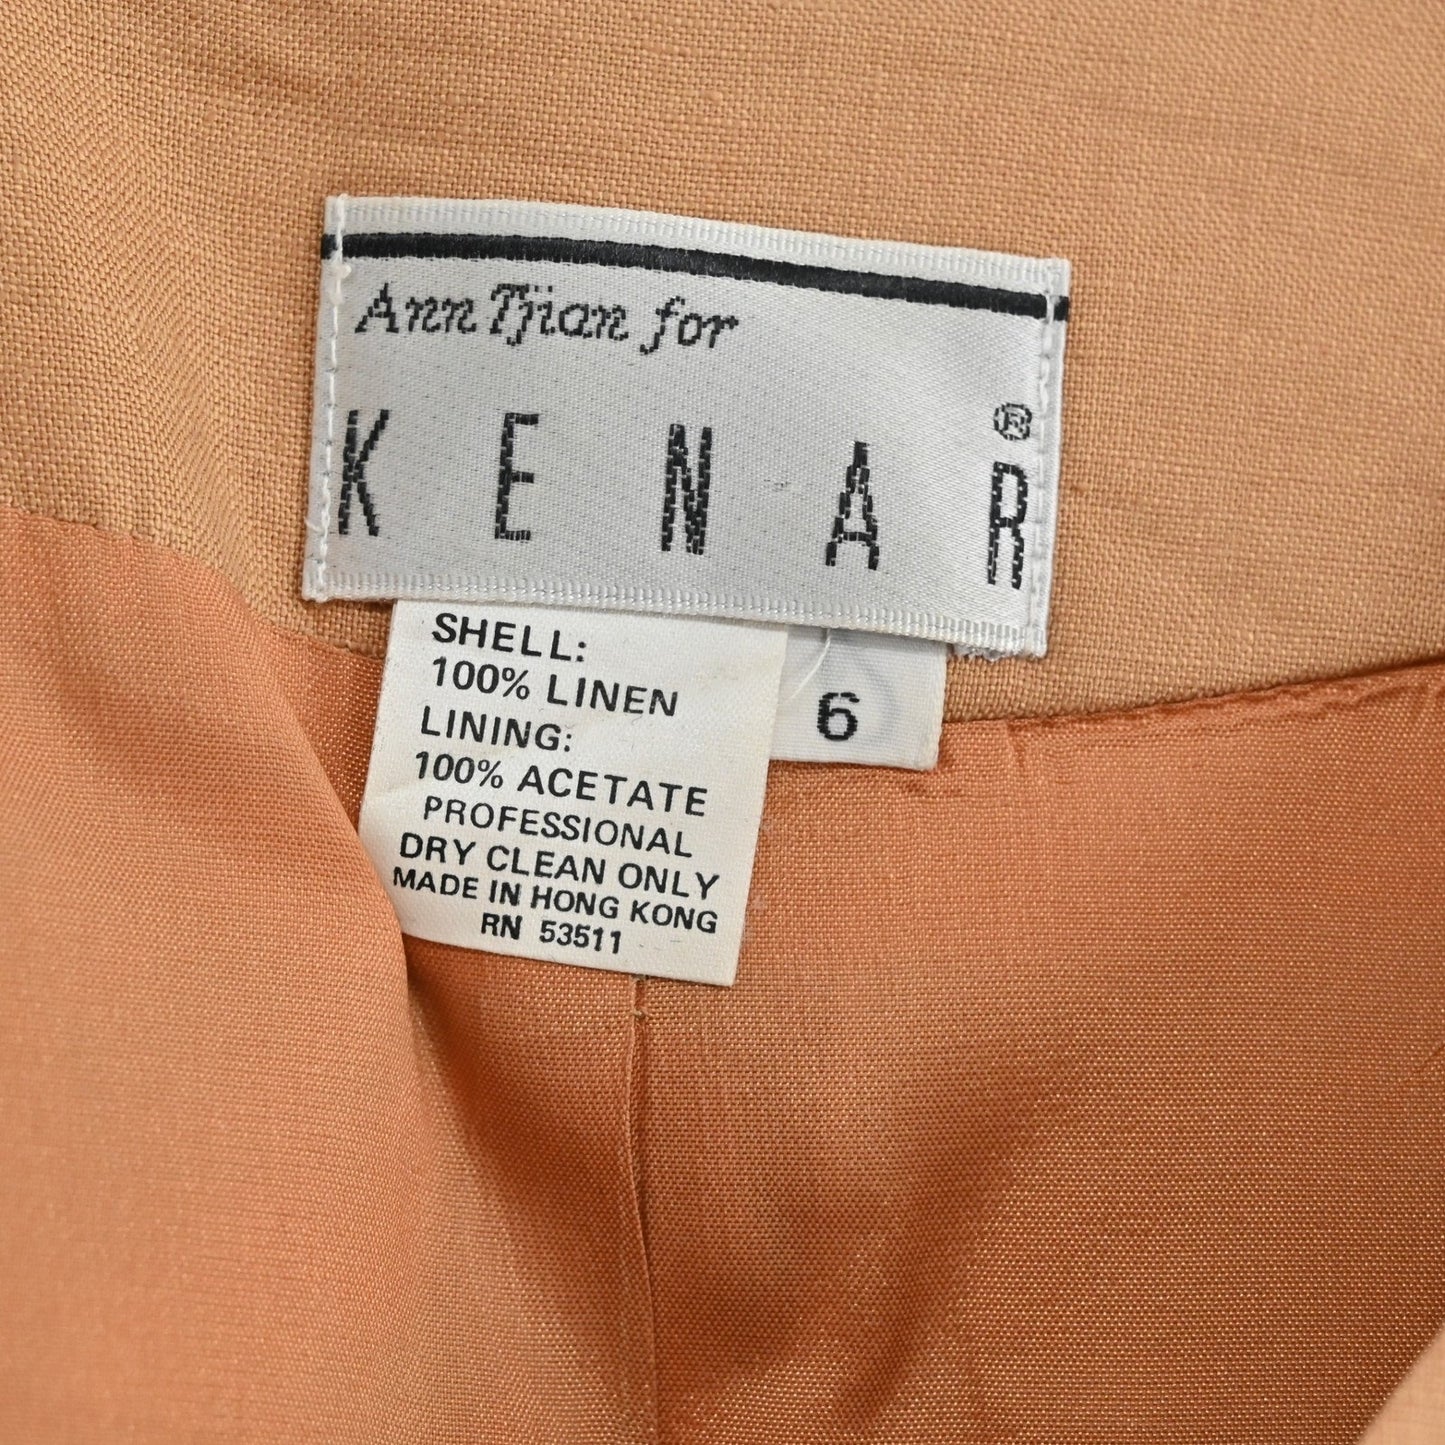 Ann Tjian for
KENAR®
SHELL:
100% LINEN
LINING:
100% ACETATE
PROFESSIONAL
DRY CLEAN ONLY
MADE IN HONG KONG
RN 53511
6